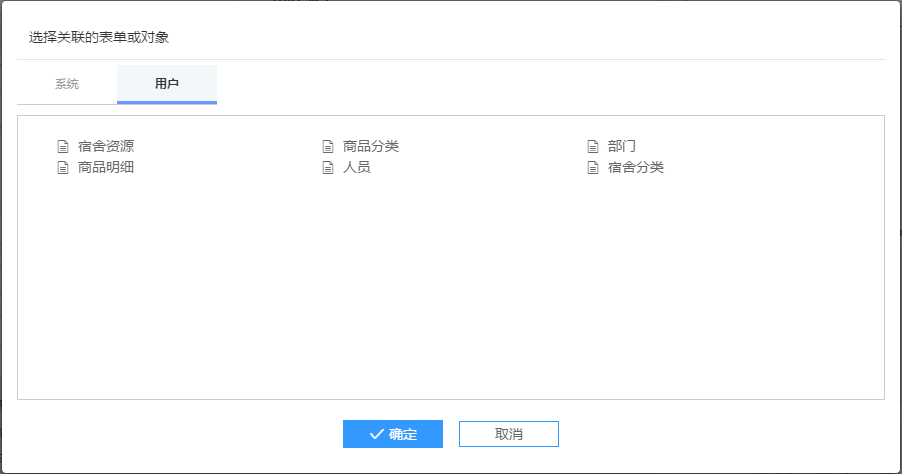 选择关联的表单或对象
系统 用户
宿舍资源 商品分类 部门
商品明细 人员 宿舍分类
确定 取消